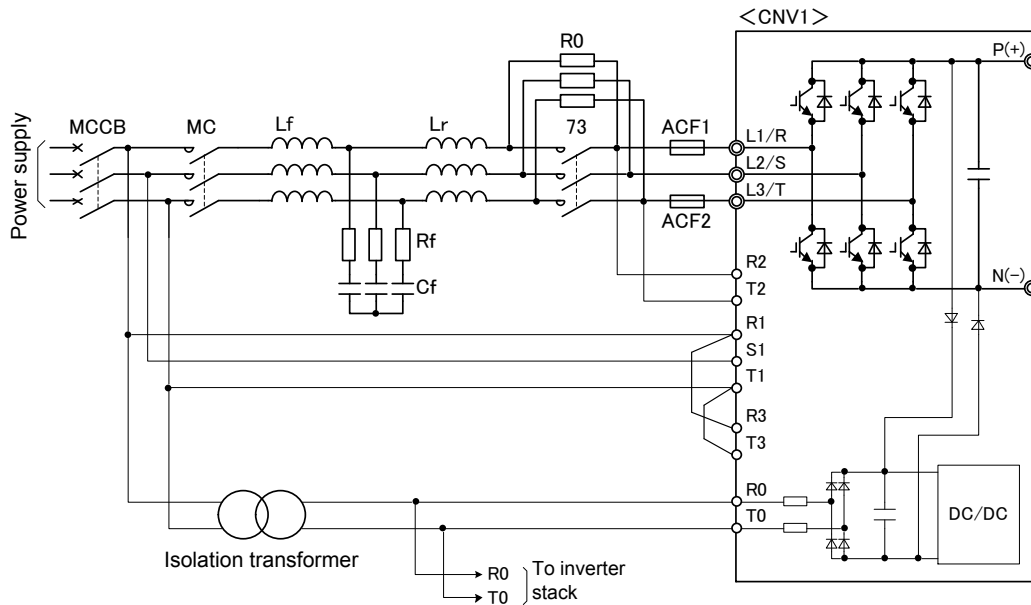 <CNV1>
R0
P(+)
MCCB
MC
Lf
Lr
73
ACF1
L1/R
L2/S
L3/T
ACF2
Power supply
Rf
Cf
R2
T2
N(-)
R1
S1
T1
R3
T3
R0
T0
DC/DC
Isolation transformer
R0
T0
To inverter
stack